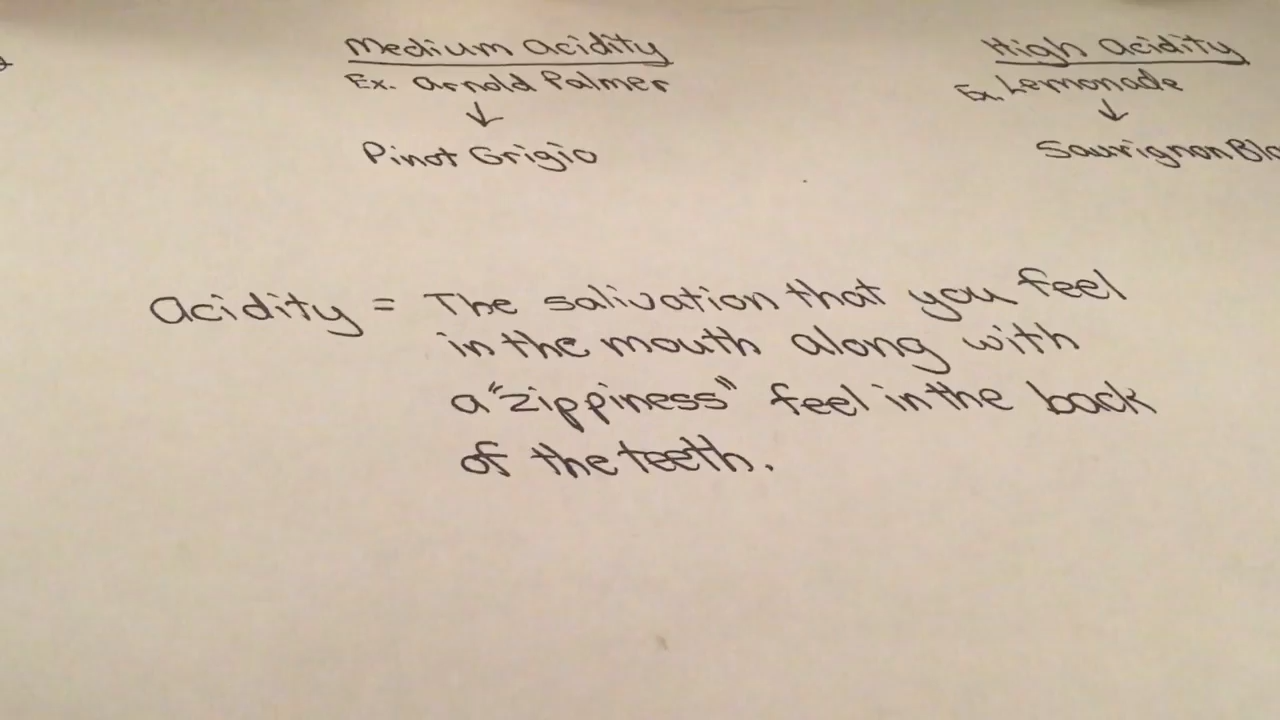 Medium Acidity
Ex. Arnold Palmer
↓
Pinot Grigio
High Acidity
Ex. Lemonade
↓
Sauvignon
Acidity = The salivation that you feel
in the mouth along with
a "zippiness" feel in the back
of the teeth.